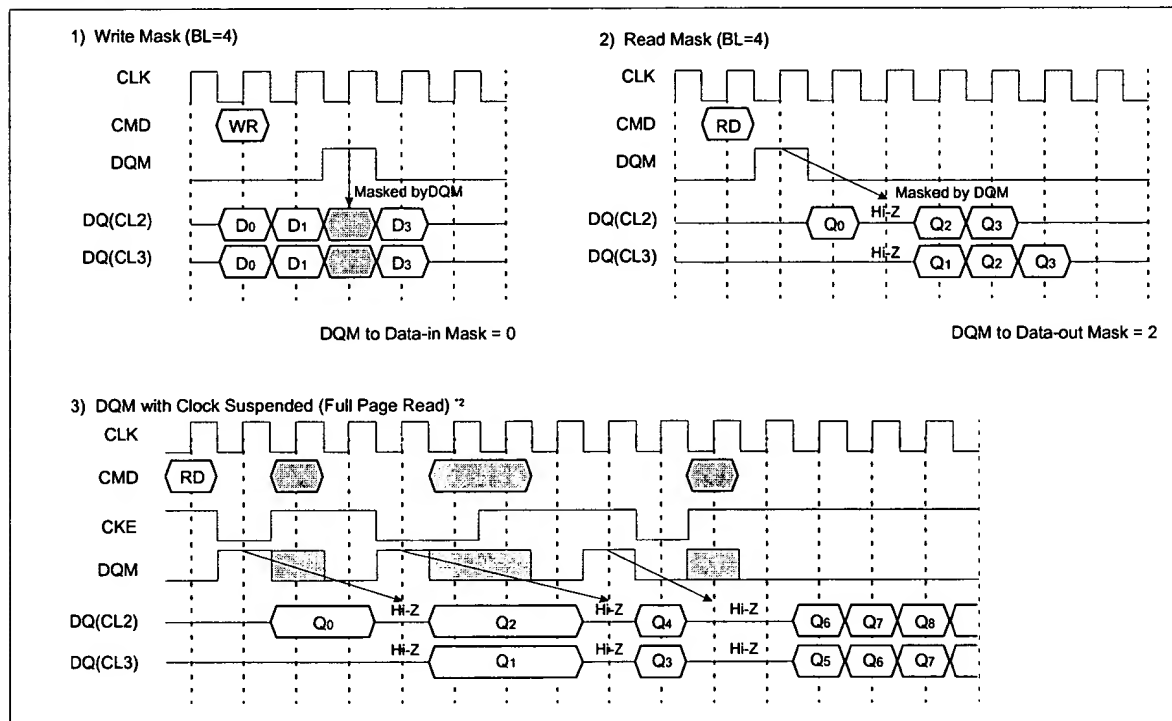 1) Write Mask (BL=4)
CLK
CMD
WR
DQM
Masked byDQM
DQ(CL2)
D0 D1 D3
DQ(CL3)
D0 D1 D3
DQM to Data-in Mask = 0
2) Read Mask (BL=4)
CLK
CMD
RD
DQM
Masked by DQM
DQ(CL2)
Q0 Hi-Z Q2 Q3
DQ(CL3)
Hi-Z Q1 Q2 Q3
DQM to Data-out Mask = 2
3) DQM with Clock Suspended (Full Page Read) *2
CLK
CMD
RD
CKE
DQM
DQ(CL2)
Q0 Hi-Z Q2 Hi-Z Q4 Hi-Z Q6 Q7 Q8
DQ(CL3)
Hi-Z Q1 Hi-Z Q3 Hi-Z Q5 Q6 Q7